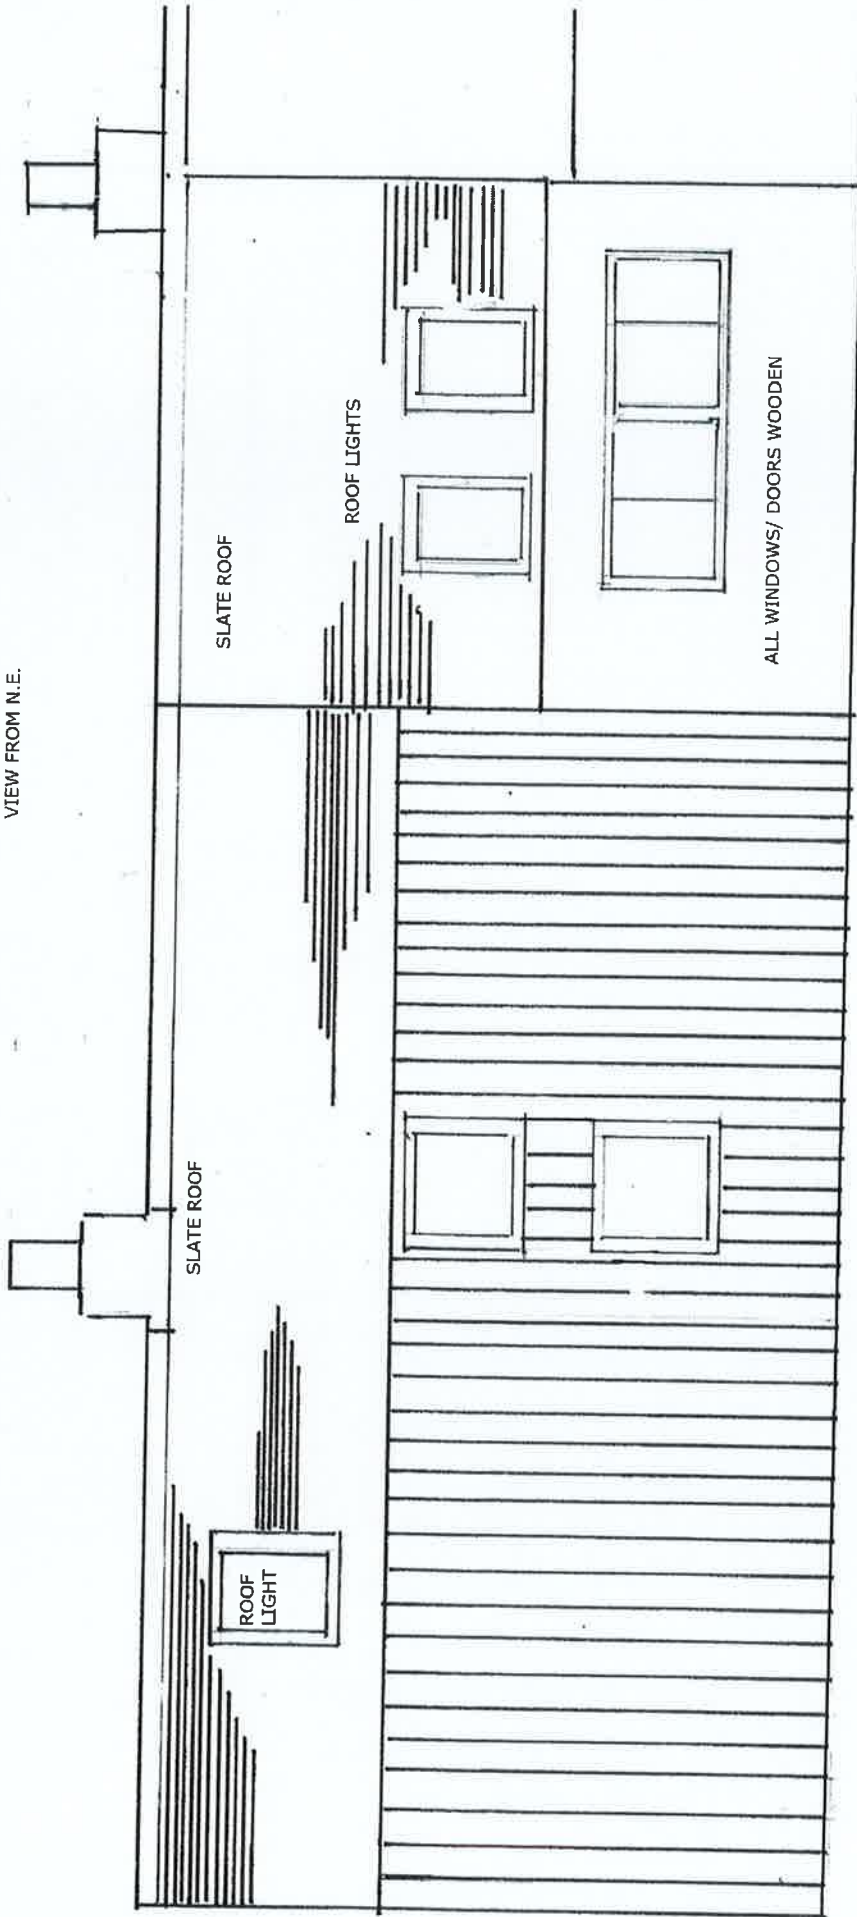 VIEW FROM N.E.
SLATE ROOF
SLATE ROOF
ROOF LIGHTS
ROOF
LIGHT
ALL WINDOWS/ DOORS WOODEN